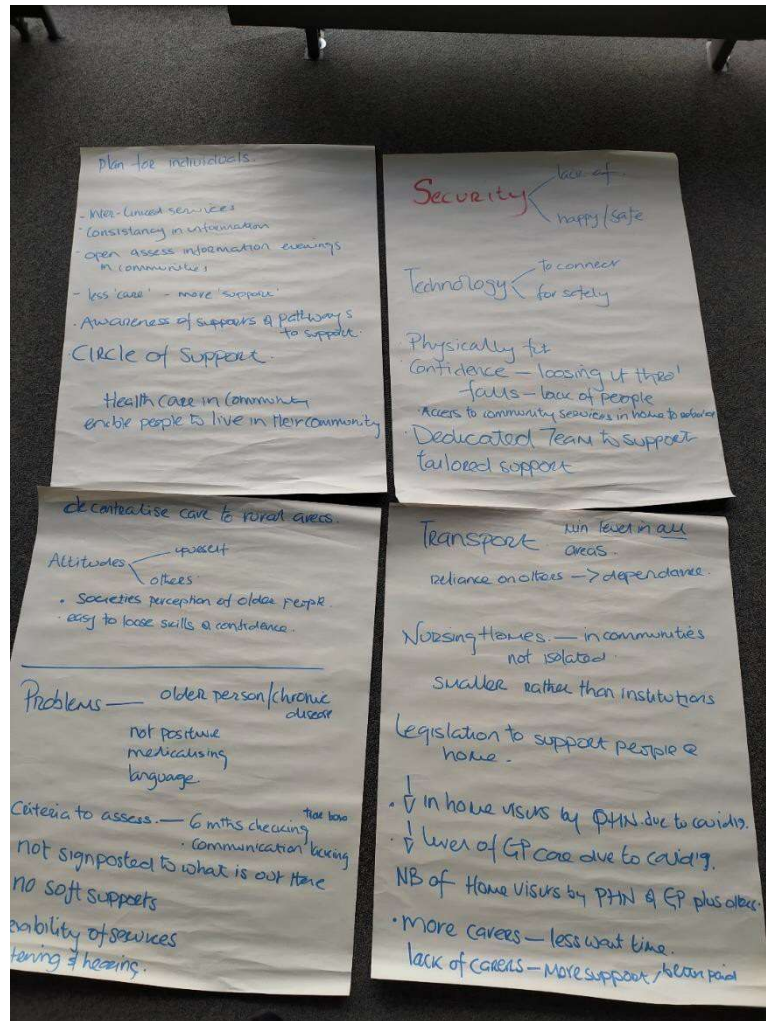 Plan for individuals.
- Inter-linked services
- Consistancy in information
- open assess information evenings
in communities
- less 'care' - more 'support'
· Awareness of supports & pathways
to support.
· Circle of Support.
Health care in community
enable people to live in their community
Security
lack of
happy/safe
Technology
to connect
for safely
Physically fit
Confidence — loosing it thro'
falls — lack of people
· Access to community services in home to
· Dedicated Team to support
tailored support
decentralise care to rural areas.
Attitudes
yourself
others
· Societies perception of older people.
· easy to loose skills & confidence.
Problems — older person/chronic
disease
not positive
medicalising
language.
Criteria to assess. — 6 mths checking
· communication lacking
not signposted to what is out there
no soft supports
ability of services
tening & hearing.
Transport
level in all
areas.
reliance on others -> dependance.
Nursing Homes. — in communities
not isolated
smaller rather than institutions
Legislation to support people @
home.
· ↓ in home visits by PHN due to covid19.
· ↓ level of GP care due to covid19.
NB of Home visits by PHN & GP plus others.
· more carers — less wait time.
lack of carers — More support / paid